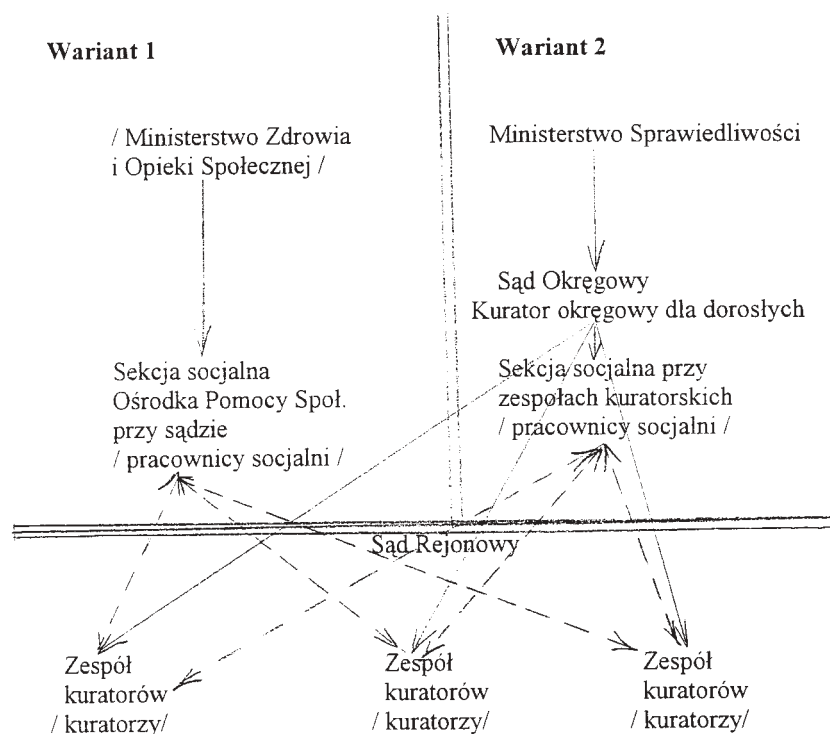 Wariant 1
/ Ministerstwo Zdrowia
i Opieki Społecznej /
Sekcja socjalna
Ośrodka Pomocy Społ.
przy sądzie
/ pracownicy socjalni /
Wariant 2
Ministerstwo Sprawiedliwości
Sąd Okręgowy
Kurator okręgowy dla dorosłych
Sekcja socjalna przy
zespołach kuratorskich
/ pracownicy socjalni /
Sąd Rejonowy
Zespół
kuratorów
/ kuratorzy/
Zespół
kuratorów
/ kuratorzy/
Zespół
kuratorów
/ kuratorzy/